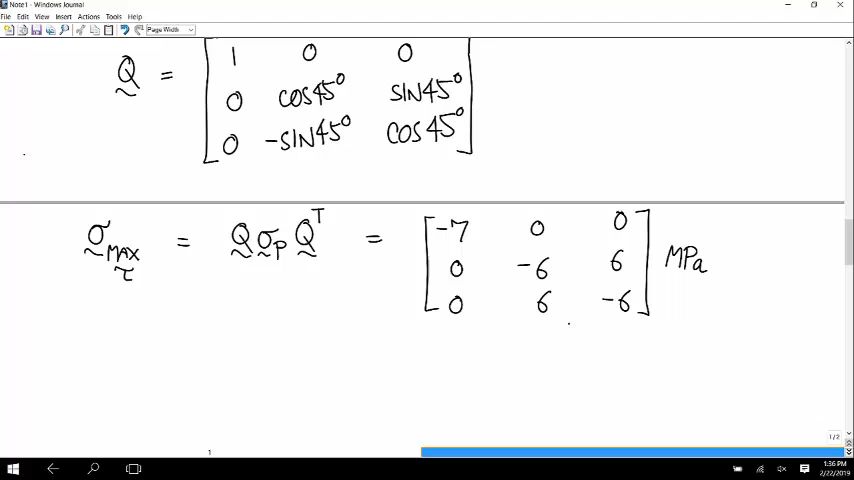 Note1 - Windows Journal
File Edit View Insert Actions Tools Help
Page Width
Q = [ 1 0 0
0 COS45° SIN45°
0 -SIN45° COS45° ]
σ MAX τ = Q σP Q^T = [ -7 0 0
0 -6 6
0 6 -6 ] MPa
1/2
1
1:36 PM
2/22/2019